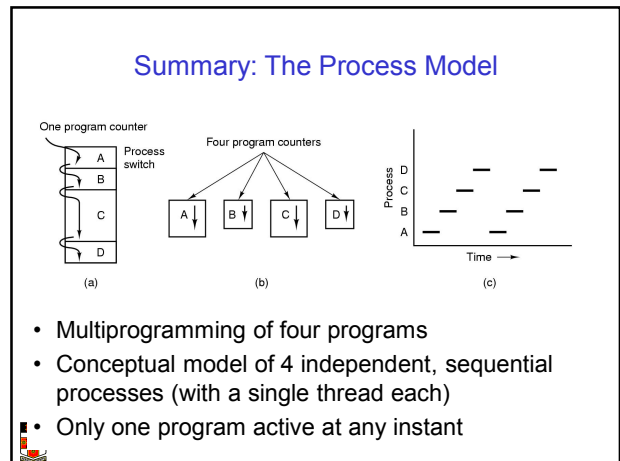 Summary: The Process Model
One program counter
Process
switch
A
B
C
D
(a)
Four program counters
A
B
C
D
(b)
Process
D
C
B
A
Time
(c)
• Multiprogramming of four programs
• Conceptual model of 4 independent, sequential
processes (with a single thread each)
• Only one program active at any instant